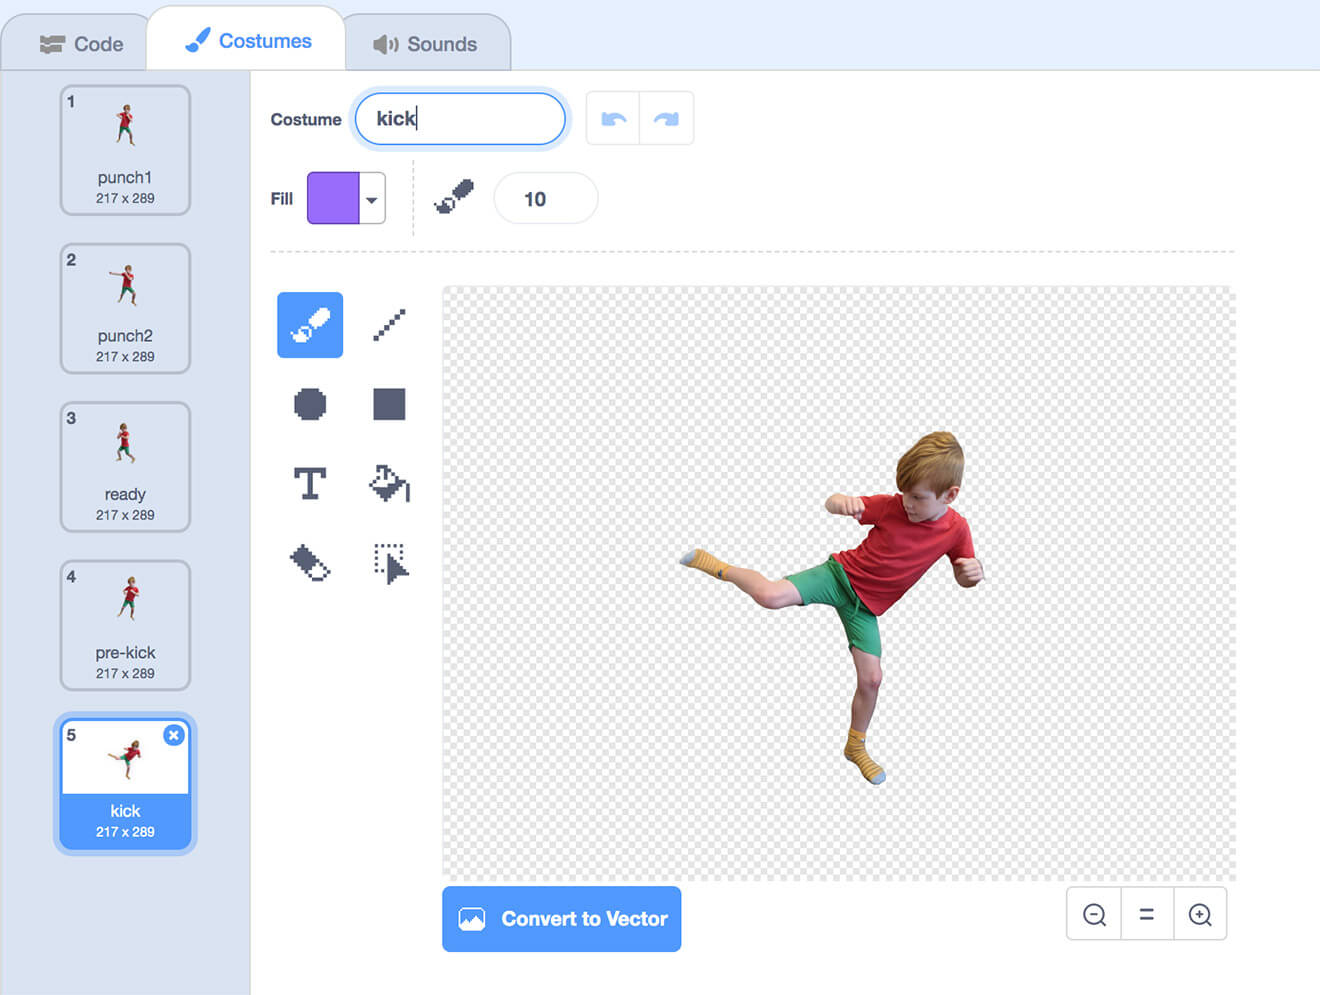 Code
Costumes
Sounds
1
punch1
217 x 289
2
punch2
217 x 289
3
ready
217 x 289
4
pre-kick
217 x 289
5
kick
217 x 289
Costume
kick
Fill
10
T
Convert to Vector